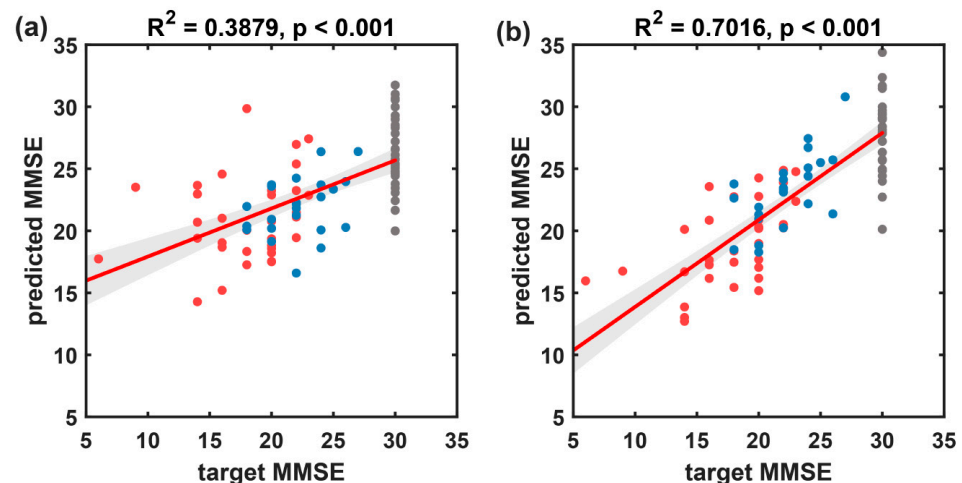 (a)
R² = 0.3879, p < 0.001
35
30
25
20
15
10
5
predicted MMSE
5 10 15 20 25 30 35
target MMSE
(b)
R² = 0.7016, p < 0.001
35
30
25
20
15
10
5
predicted MMSE
5 10 15 20 25 30 35
target MMSE